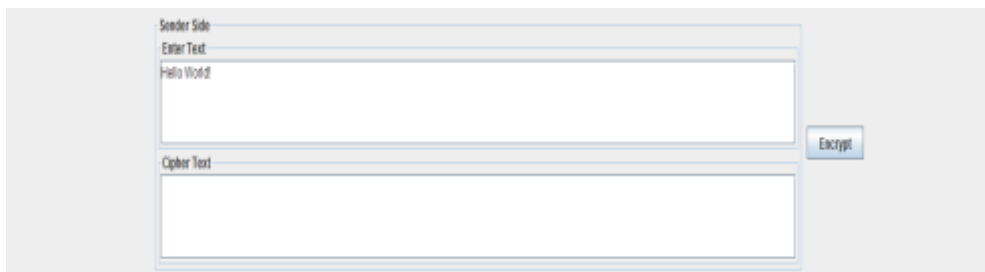 Sender Side
Enter Text
Hello World!
Encrypt
Cipher Text